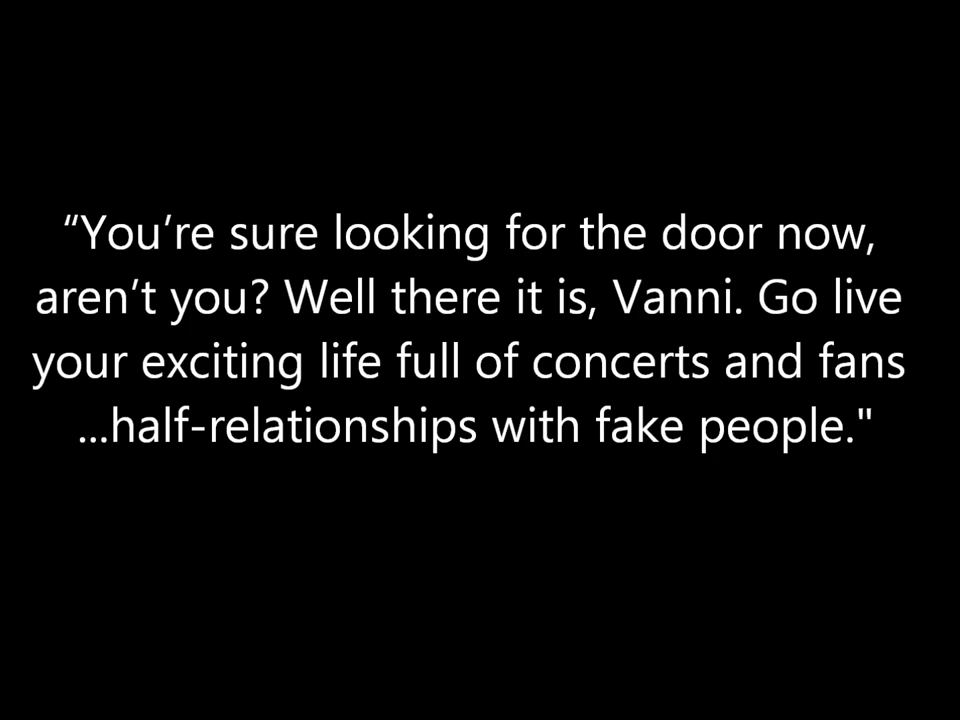 “You’re sure looking for the door now,
aren’t you? Well there it is, Vanni. Go live
your exciting life full of concerts and fans
...half-relationships with fake people."